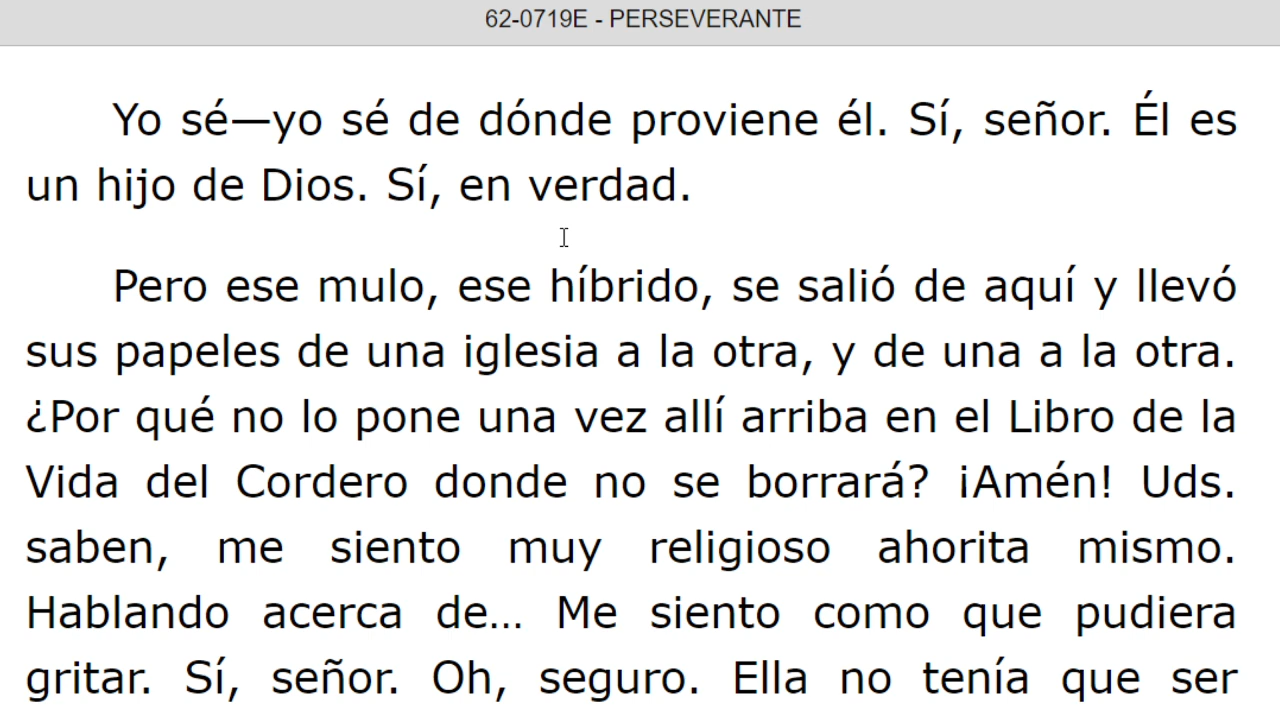 62-0719E - PERSEVERANTE
Yo sé—yo sé de dónde proviene él. Sí, señor. Él es
un hijo de Dios. Sí, en verdad.
Pero ese mulo, ese híbrido, se salió de aquí y llevó
sus papeles de una iglesia a la otra, y de una a la otra.
¿Por qué no lo pone una vez allí arriba en el Libro de la
Vida del Cordero donde no se borrará? ¡Amén! Uds.
saben, me siento muy religioso ahorita mismo.
Hablando acerca de… Me siento como que pudiera
gritar. Sí, señor. Oh, seguro. Ella no tenía que ser